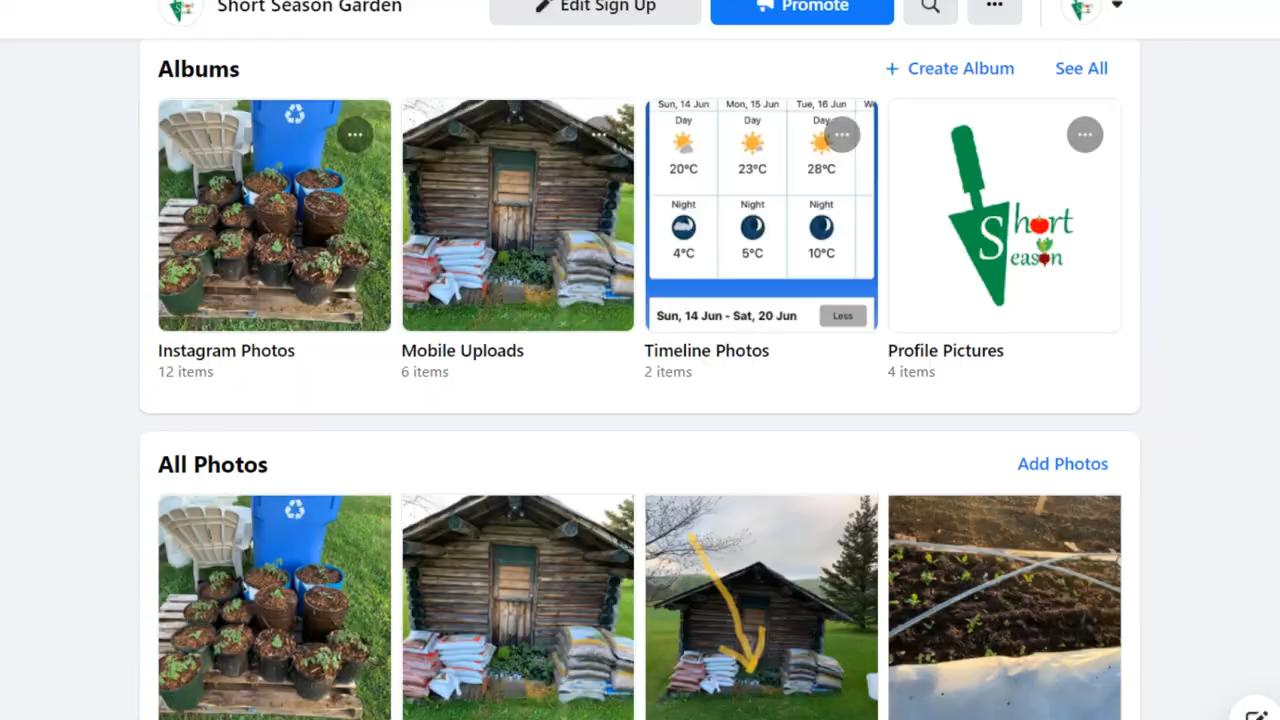 Short Season Garden
Edit Sign Up
Promote
Albums
+ Create Album
See All
Sun, 14 Jun Mon, 15 Jun Tue, 16 Jun
Day Day Day
20°C 23°C 28°C
Night Night Night
4°C 5°C 10°C
Sun, 14 Jun - Sat, 20 Jun
Less
Short
Season
Instagram Photos
12 items
Mobile Uploads
6 items
Timeline Photos
2 items
Profile Pictures
4 items
All Photos
Add Photos